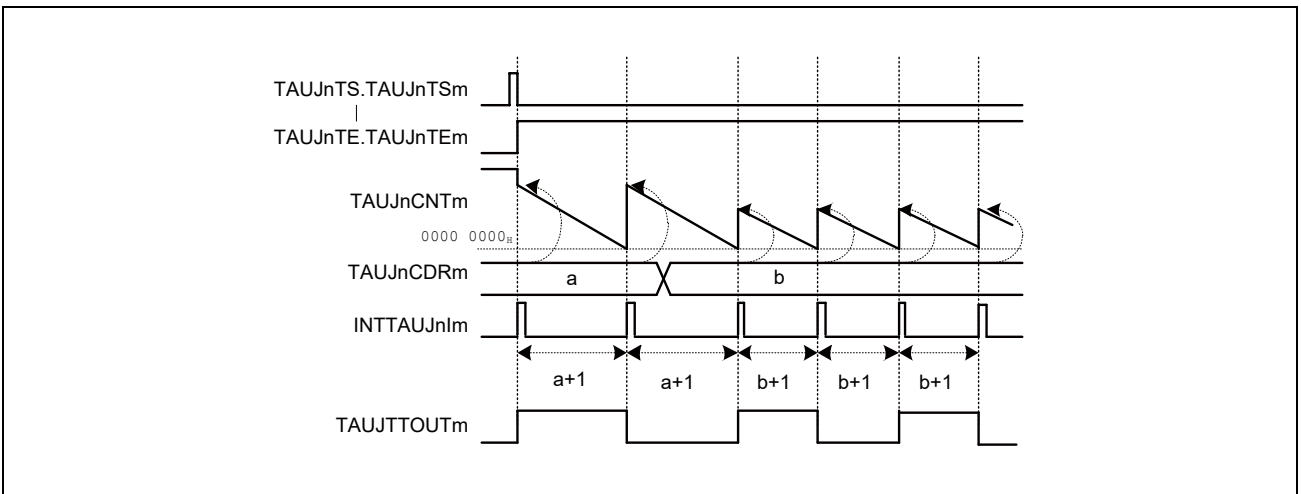 TAUJnTS.TAUJnTSm
TAUJnTE.TAUJnTEm
TAUJnCNTm
0000 0000H
TAUJnCDRm
a b
INTTAUJnIm
a+1 a+1 b+1 b+1 b+1
TAUJTTOUTm